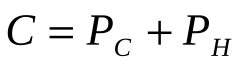 C = P_C + P_H